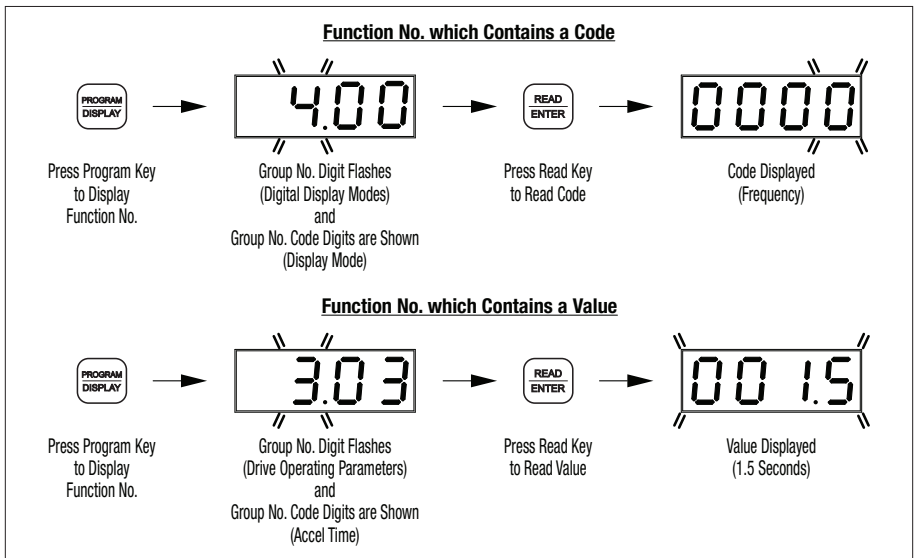 Function No. which Contains a Code
PROGRAM
DISPLAY
4.00
READ
ENTER
0000
Press Program Key
to Display
Function No.
Group No. Digit Flashes
(Digital Display Modes)
and
Group No. Code Digits are Shown
(Display Mode)
Press Read Key
to Read Code
Code Displayed
(Frequency)
Function No. which Contains a Value
PROGRAM
DISPLAY
3.03
READ
ENTER
001.5
Press Program Key
to Display
Function No.
Group No. Digit Flashes
(Drive Operating Parameters)
and
Group No. Code Digits are Shown
(Accel Time)
Press Read Key
to Read Value
Value Displayed
(1.5 Seconds)